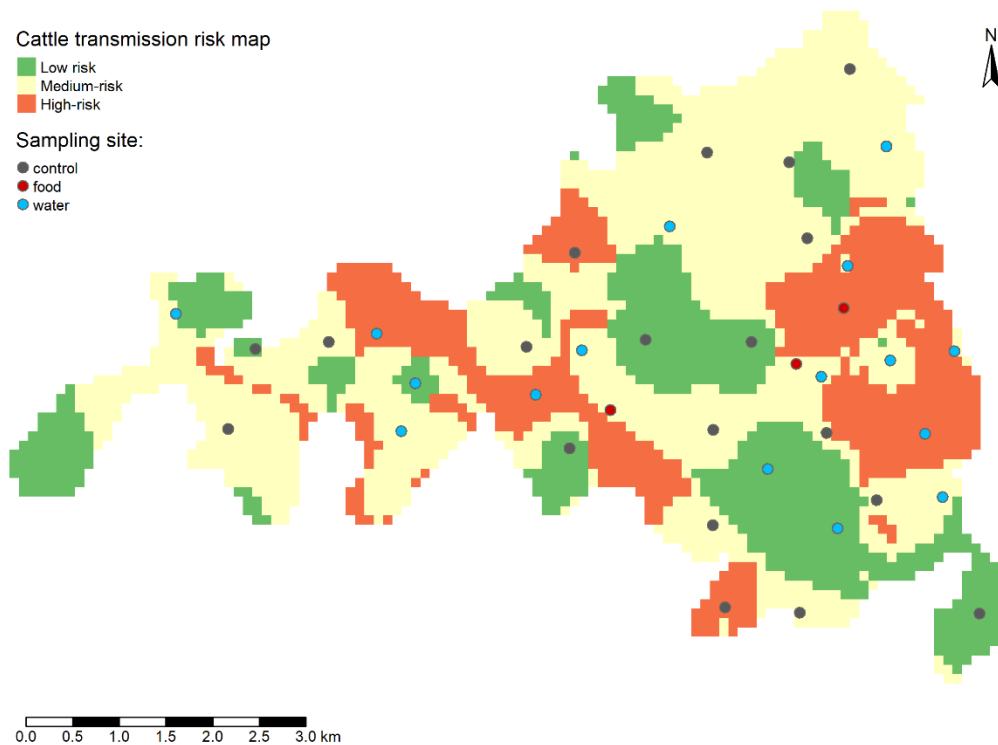 Cattle transmission risk map
Low risk
Medium-risk
High-risk
Sampling site:
control
food
water
N
0.0 0.5 1.0 1.5 2.0 2.5 3.0 km